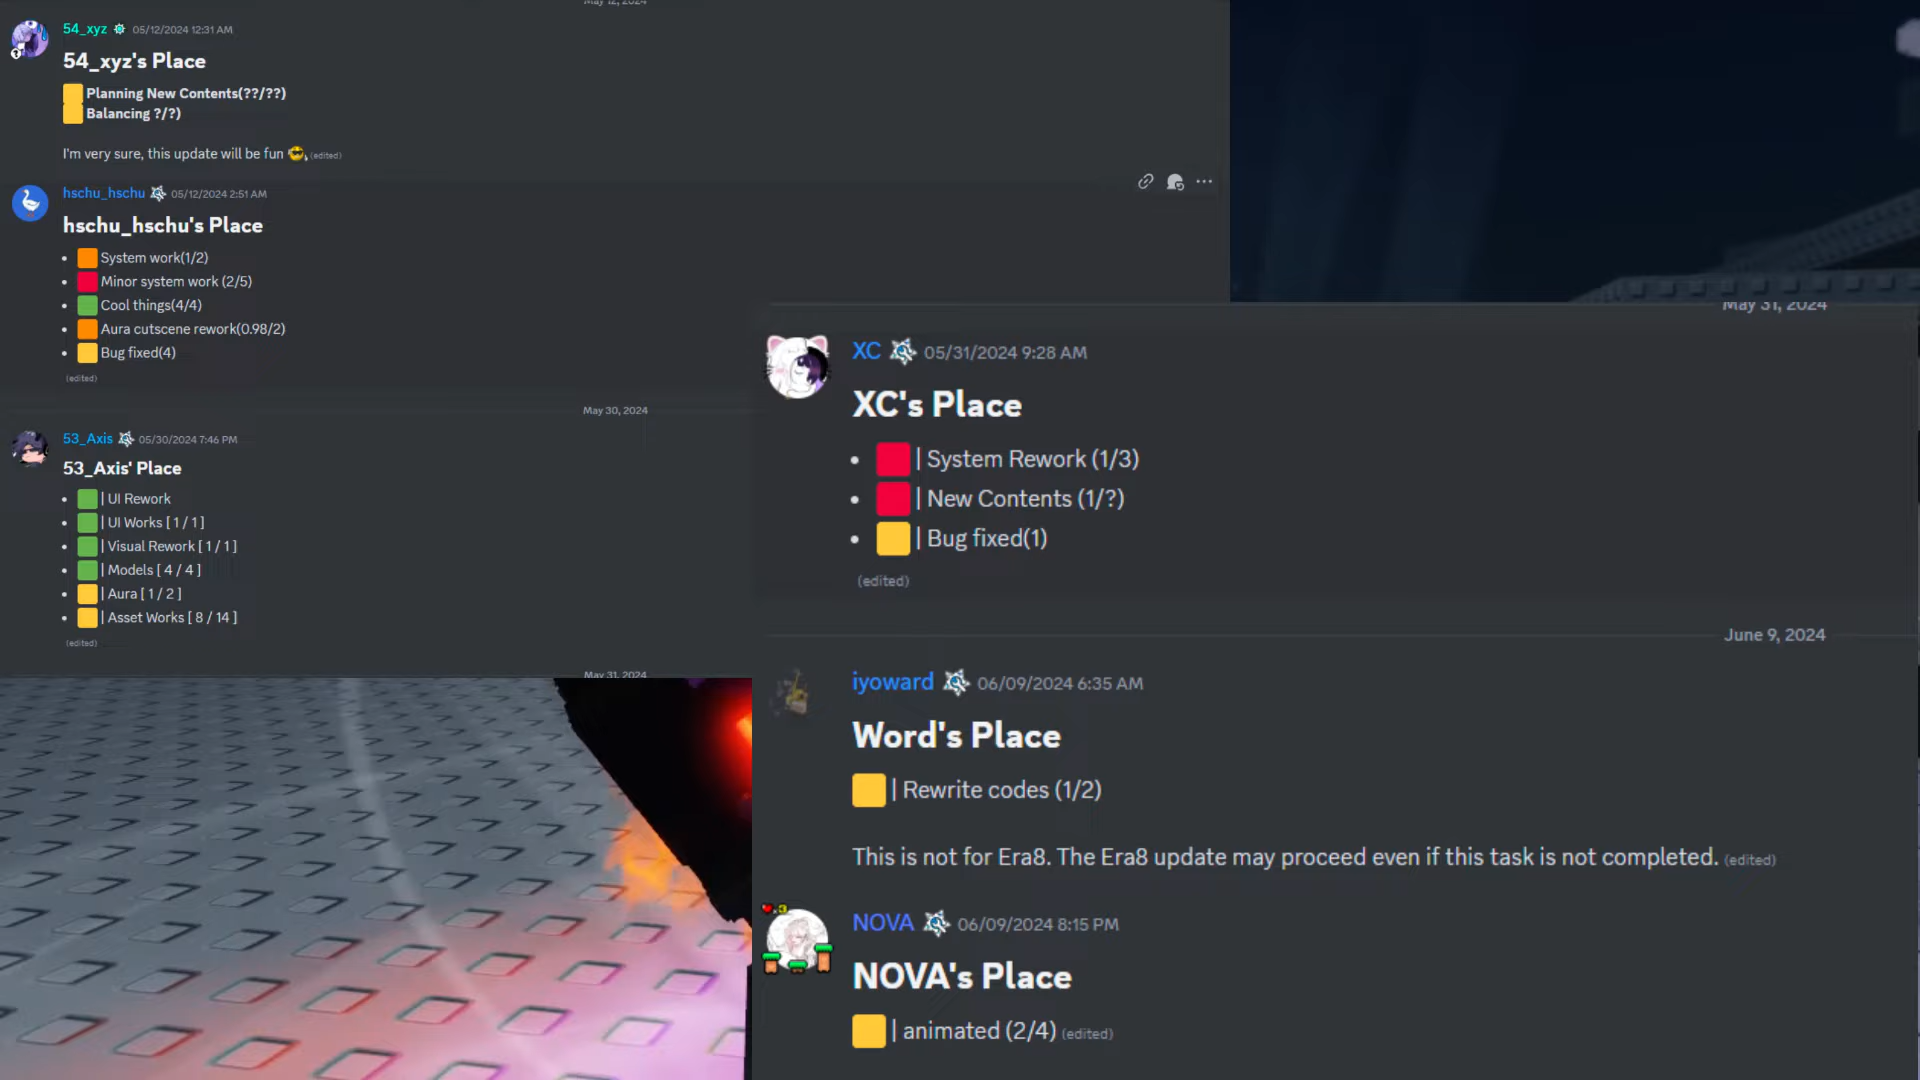 May 12, 2024
54_xyz 05/12/2024 12:31 AM
54_xyz's Place
Planning New Contents(??/??)
Balancing ?/?)
I'm very sure, this update will be fun (edited)
hschu_hschu 05/12/2024 2:51 AM
hschu_hschu's Place
• System work(1/2)
• Minor system work (2/5)
• Cool things(4/4)
• Aura cutscene rework(0.98/2)
• Bug fixed(4)
(edited)
May 30, 2024
53_Axis 05/30/2024 7:46 PM
53_Axis' Place
• | UI Rework
• | UI Works [ 1 / 1 ]
• | Visual Rework [ 1 / 1 ]
• | Models [ 4 / 4 ]
• | Aura [ 1 / 2 ]
• | Asset Works [ 8 / 14 ]
(edited)
May 31, 2024
May 31, 2024
XC 05/31/2024 9:28 AM
XC's Place
• | System Rework (1/3)
• | New Contents (1/?)
• | Bug fixed(1)
(edited)
June 9, 2024
iyoward 06/09/2024 6:35 AM
Word's Place
| Rewrite codes (1/2)
This is not for Era8. The Era8 update may proceed even if this task is not completed. (edited)
NOVA 06/09/2024 8:15 PM
NOVA's Place
| animated (2/4) (edited)